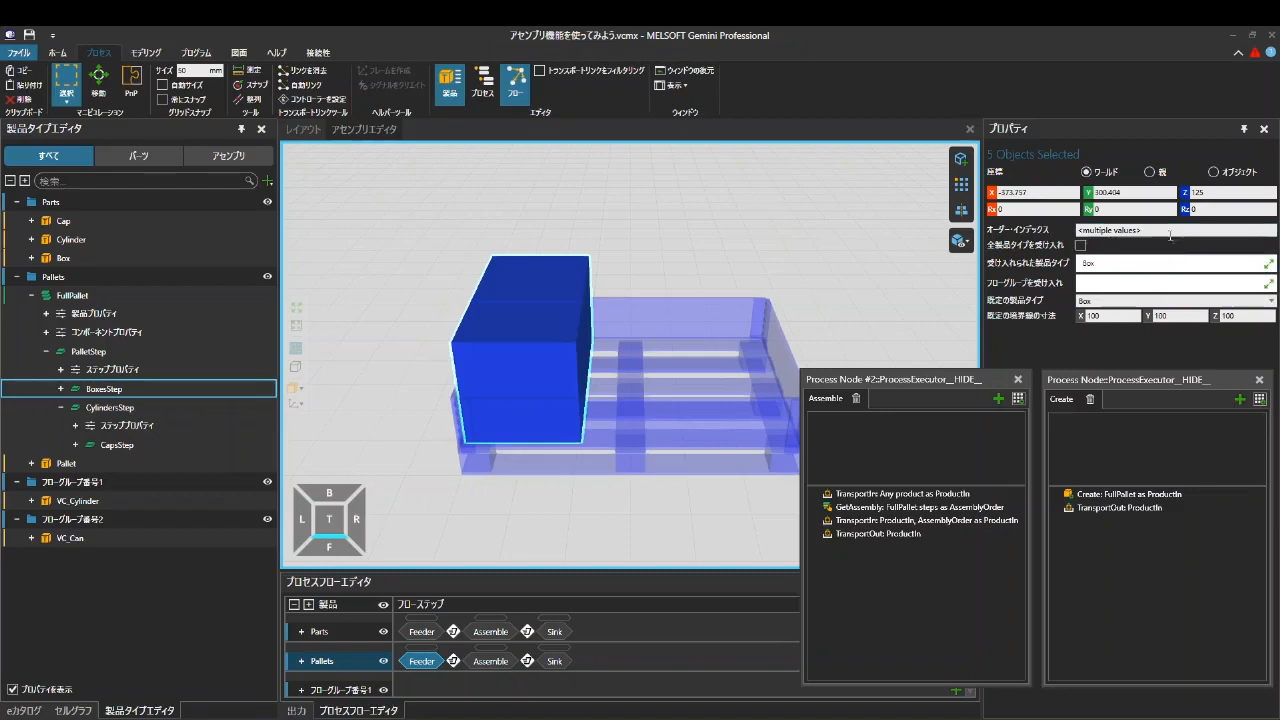 アセンブリ機能を使ってみよう.vcmx - MELSOFT Gemini Professional
ファイル ホーム プロセス モデリング プログラム 図面 ヘルプ 接続性
コピー
貼り付け
削除
クリップボード
選択 移動 PnP
マニピュレーション
サイズ 50 mm
自動サイズ
常にスナップ
グリッドスナップ
測定
スナップ
整列
ツール
リンクを消去
自動リンク
コントローラーを設定
トランスポートリンクツール
フレームを作成
シグナルをクリエイト
ヘルパーツール
製品 プロセス フロー
トランスポートリンクをフィルタリング
エディタ
ウィンドウの復元
表示
ウィンドウ
製品タイプエディタ
すべて パーツ アセンブリ
検索...
Parts
Cap
Cylinder
Box
Pallets
FullPallet
製品プロパティ
コンポーネントプロパティ
PalletStep
ステッププロパティ
BoxesStep
CylindersStep
ステッププロパティ
CapsStep
Pallet
フローグループ番号1
VC_Cylinder
フローグループ番号2
VC_Can
プロパティを表示
eカタログ セルグラフ 製品タイプエディタ
レイアウト アセンブリエディタ
B
L T R
F
プロセスフローエディタ
製品 フローステップ
Parts Feeder Assemble Sink
Pallets Feeder Assemble Sink
フローグループ番号1
出力 プロセスフローエディタ
プロパティ
5 Objects Selected
座標 ワールド 親 オブジェクト
X -373.757 Y 300.404 Z 125
Rx 0 Ry 0 Rz 0
オーダー・インデックス <multiple values>
全製品タイプを受け入れ
受け入れられた製品タイプ Box
フローグループを受け入れ
既定の製品タイプ Box
既定の境界線の寸法 X 100 Y 100 Z 100
Process Node #2::ProcessExecutor__HIDE__
Assemble
TransportIn: Any product as ProductIn
GetAssembly: FullPallet steps as AssemblyOrder
TransportIn: ProductIn, AssemblyOrder as ProductIn
TransportOut: ProductIn
Process Node::ProcessExecutor__HIDE__
Create
Create: FullPallet as ProductIn
TransportOut: ProductIn